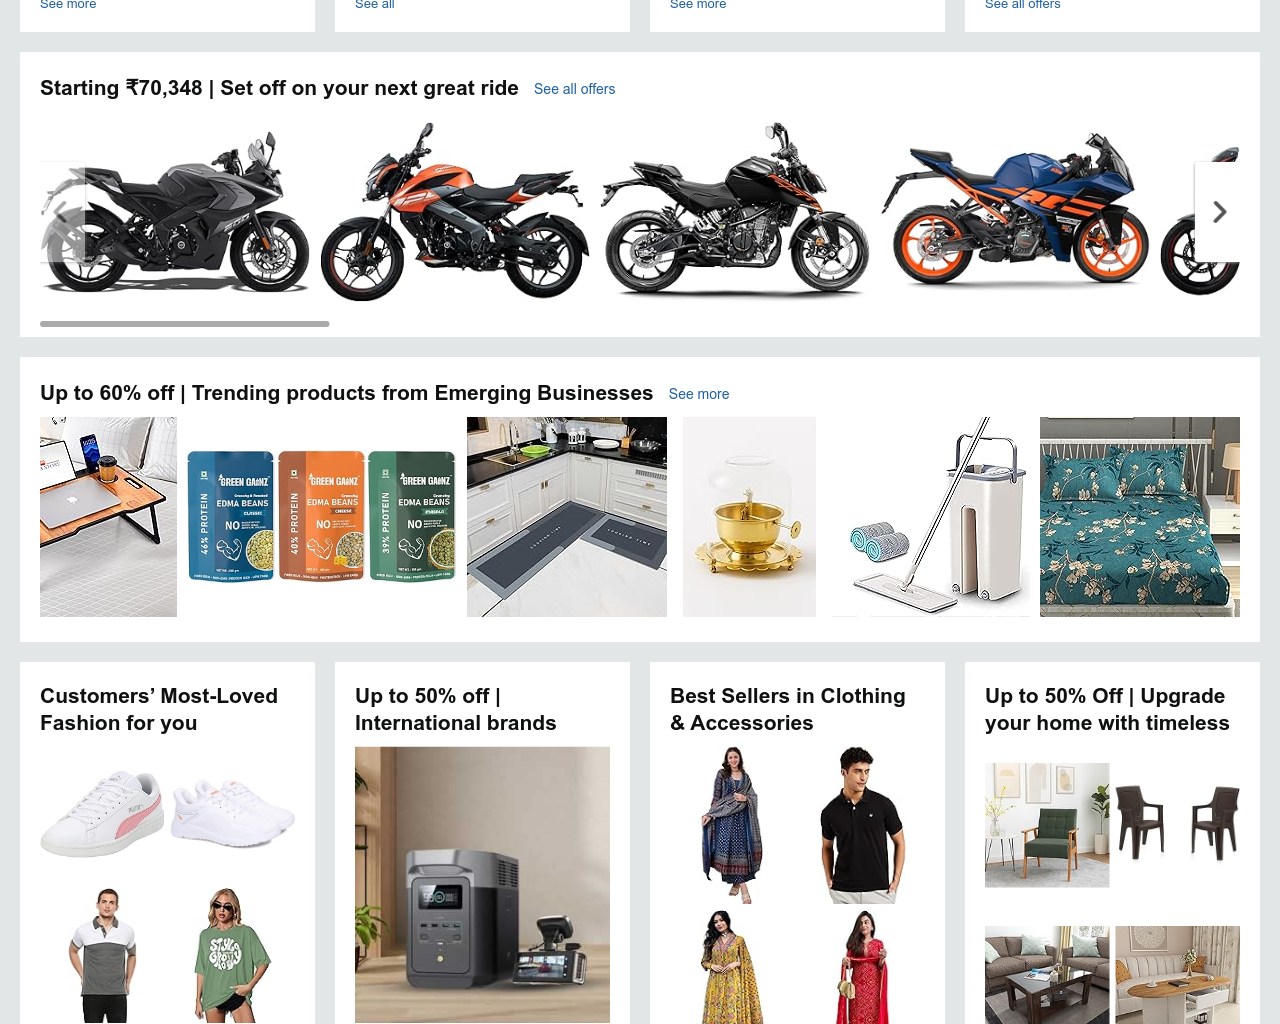 See more
See all
See more
See all offers
Starting ₹70,348 | Set off on your next great ride
See all offers
Up to 60% off | Trending products from Emerging Businesses
See more
46% PROTEIN
GREEN GAINZ
EDMA BEANS
CLASSIC
NO
40% PROTEIN
GREEN GAINZ
EDMA BEANS
CHEESE
NO
39% PROTEIN
GREEN GAINZ
EDMA BEANS
NO
Customers’ Most-Loved
Fashion for you
Up to 50% off |
International brands
Best Sellers in Clothing
& Accessories
Up to 50% Off | Upgrade
your home with timeless